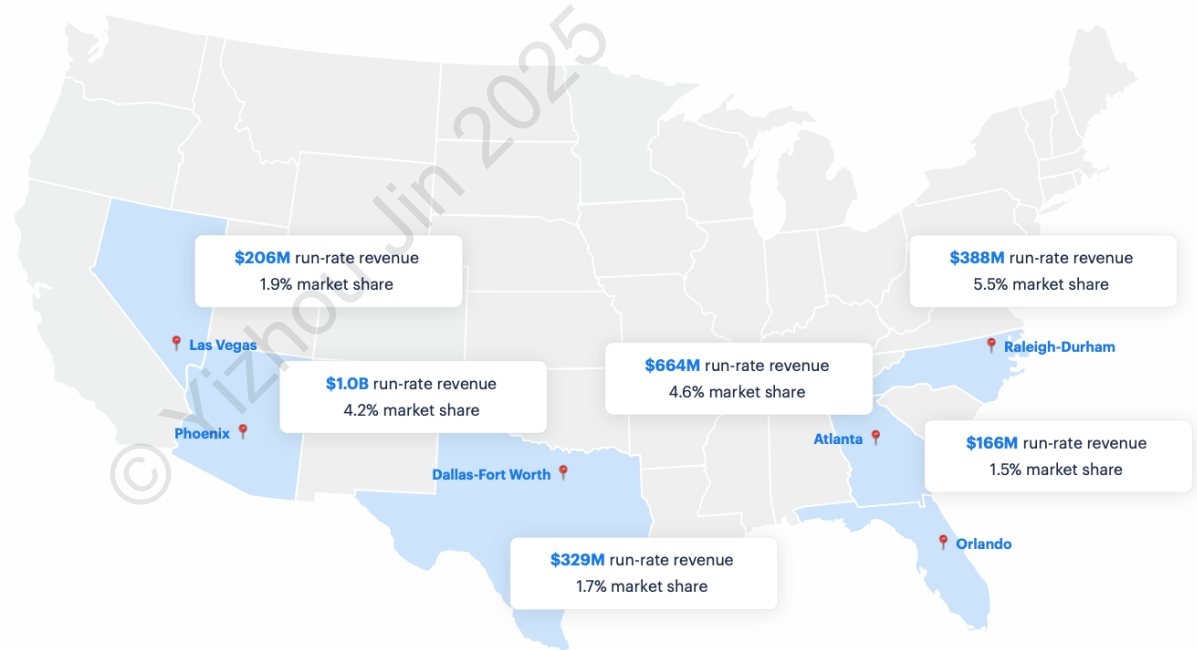 © Yizhou Jin 2025
$206M run-rate revenue
1.9% market share
Las Vegas
$1.0B run-rate revenue
4.2% market share
Phoenix
Dallas-Fort Worth
$329M run-rate revenue
1.7% market share
$664M run-rate revenue
4.6% market share
Atlanta
$388M run-rate revenue
5.5% market share
Raleigh-Durham
$166M run-rate revenue
1.5% market share
Orlando